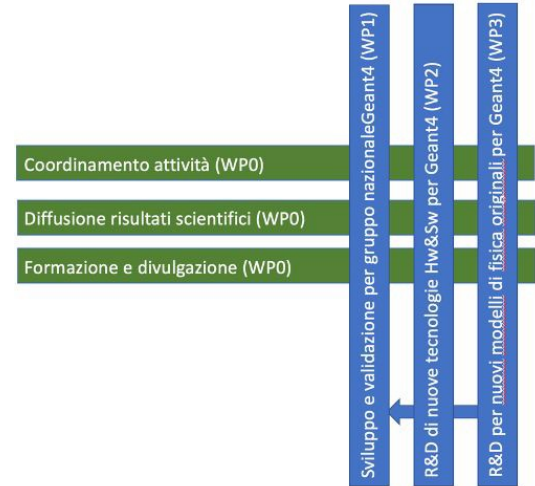 Coordinamento attività (WP0)
Diffusione risultati scientifici (WP0)
Formazione e divulgazione (WP0)
Sviluppo e validazione per gruppo nazionaleGeant4 (WP1)
R&D di nuove tecnologie Hw&Sw per Geant4 (WP2)
R&D per nuovi modelli di fisica originali per Geant4 (WP3)